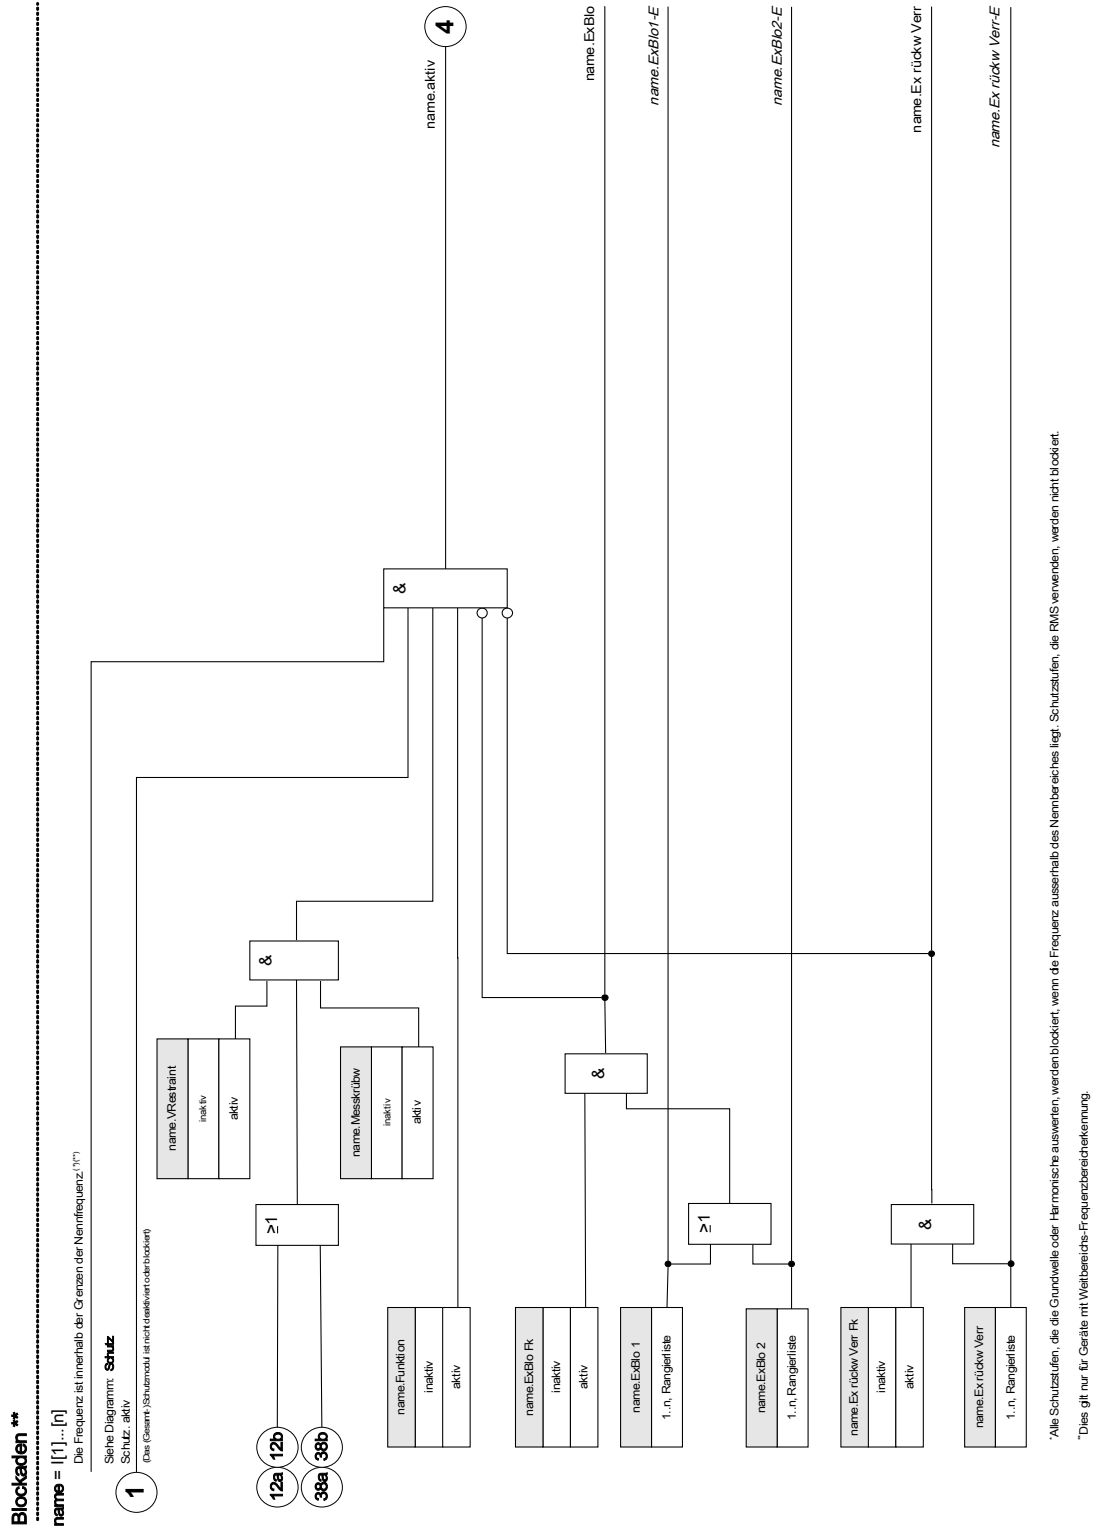 Blockaden **
name = I[1]...[n]
Die Frequenz ist innerhalb der Grenzen der Nennfrequenz.(*)(**)
Siehe Diagramm: Schutz
Schutz. aktiv
1
(Das (Gesamt-)Schutzmodul ist nicht deaktiviert oder blockiert)
name.VRestraint
inaktiv
aktiv
&
12a
12b
38a
38b
≥1
name.Messkrübw
inaktiv
aktiv
name.Funktion
inaktiv
aktiv
&
name.aktiv
4
name.ExBlo Fk
inaktiv
aktiv
&
name.ExBlo
name.ExBlo 1
1..n, Rangierliste
name.ExBlo1-E
≥1
name.ExBlo 2
1..n, Rangierliste
name.ExBlo2-E
name.Ex rückw Verr Fk
inaktiv
aktiv
&
name.Ex rückw Verr
name.Ex rückw Verr
1..n, Rangierliste
name.Ex rückw Verr-E
*Alle Schutzstufen, die die Grundwelle oder Harmonische auswerten, werden blockiert, wenn die Frequenz ausserhalb des Nennbereiches liegt. Schutzstufen, die RMS verwenden, werden nicht blockiert.
**Dies gilt nur für Geräte mit Weitbereichs-Frequenzbereicherkennung.